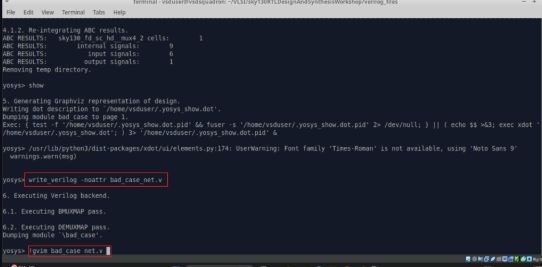 Terminal - vsduser@vsdsquadron: ~/VLSI/sky130RTLDesignAndSynthesisWorkshop/verilog_files
File Edit View Terminal Tabs Help
4.1.2. Re-integrating ABC results.
ABC RESULTS: sky130_fd_sc_hd__mux4_2 cells: 1
ABC RESULTS: internal signals: 9
ABC RESULTS: input signals: 6
ABC RESULTS: output signals: 1
Removing temp directory.
yosys> show
5. Generating Graphviz representation of design.
Writing dot description to `/home/vsduser/.yosys_show.dot'.
Dumping module bad_case to page 1.
Exec: { test -f '/home/vsduser/.yosys_show.dot.pid' && fuser -s '/home/vsduser/.yosys_show.dot.pid' 2> /dev/null; } || ( echo $$ >&3; exec xdot '
/home/vsduser/.yosys_show.dot'; ) 3> '/home/vsduser/.yosys_show.dot.pid' &
yosys> /usr/lib/python3/dist-packages/xdot/ui/elements.py:174: UserWarning: Font family 'Times-Roman' is not available, using 'Noto Sans 9'
warnings.warn(msg)
yosys> write_verilog -noattr bad_case_net.v
6. Executing Verilog backend.
6.1. Executing BMUXMAP pass.
6.2. Executing DEMUXMAP pass.
Dumping module `\bad_case'.
yosys> !gvim bad_case_net.v